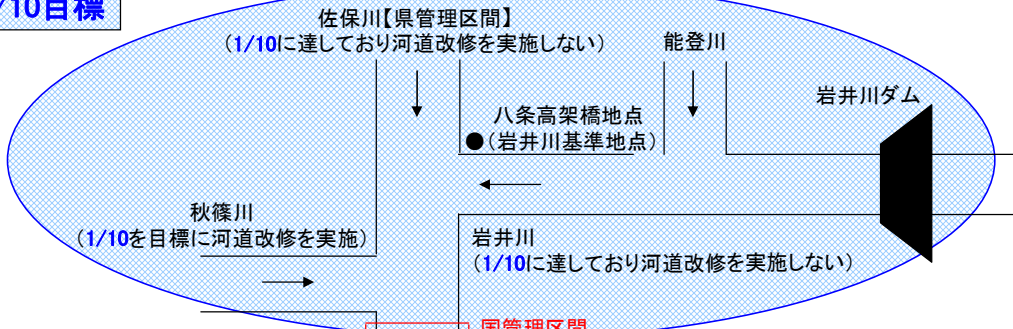 /10目標
佐保川【県管理区間】
（1/10に達しており河道改修を実施しない）
能登川
岩井川ダム
八条高架橋地点
●（岩井川基準地点）
秋篠川
（1/10を目標に河道改修を実施）
岩井川
（1/10に達しており河道改修を実施しない）
国管理区間